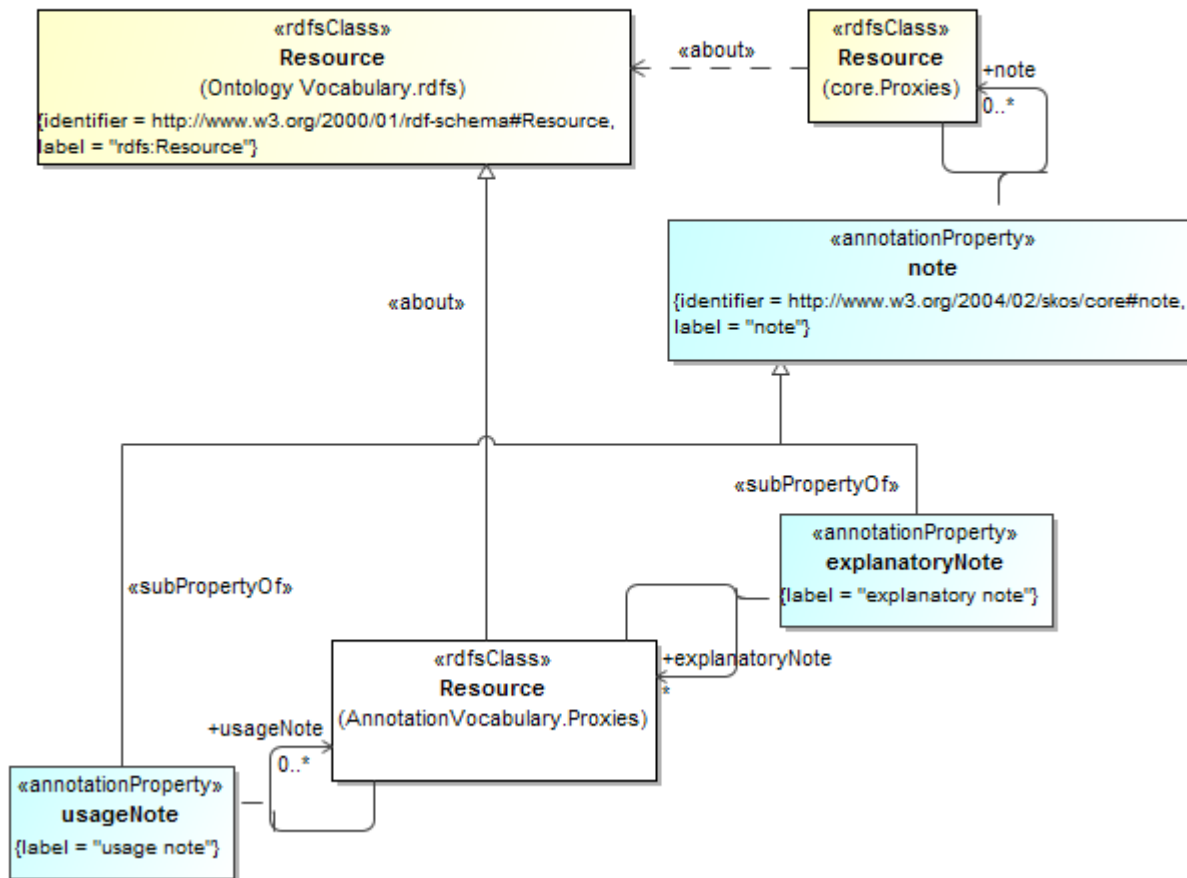 «rdfsClass»
Resource
(Ontology Vocabulary.rdfs)
{identifier = http://www.w3.org/2000/01/rdf-schema#Resource,
label = "rdfs:Resource"}
«about»
«rdfsClass»
Resource
(core.Proxies)
+note
0..*
«annotationProperty»
note
{identifier = http://www.w3.org/2004/02/skos/core#note,
label = "note"}
«about»
«subPropertyOf»
«annotationProperty»
explanatoryNote
{label = "explanatory note"}
«subPropertyOf»
«rdfsClass»
Resource
(AnnotationVocabulary.Proxies)
+explanatoryNote
*
+usageNote
0..*
«annotationProperty»
usageNote
{label = "usage note"}